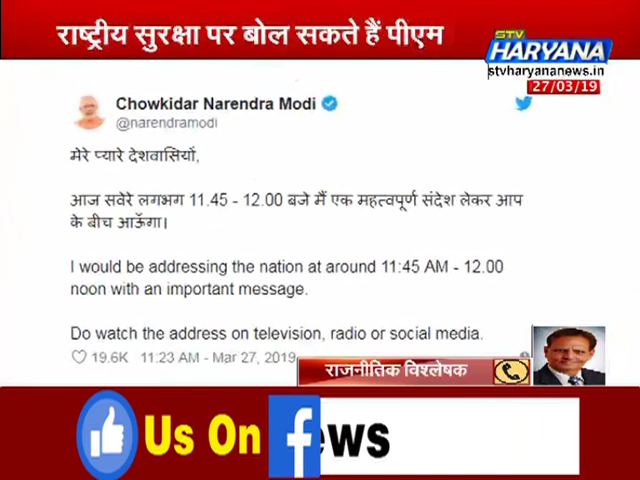 राष्ट्रीय सुरक्षा पर बोल सकते हैं पीएम
STV
HARYANA
stvharyananews.in
27/03/19
Chowkidar Narendra Modi
@narendramodi
मेरे प्यारे देशवासियों,
आज सवेरे लगभग 11.45 - 12.00 बजे मैं एक महत्वपूर्ण संदेश लेकर आप
के बीच आऊँगा।
I would be addressing the nation at around 11:45 AM - 12.00
noon with an important message.
Do watch the address on television, radio or social media.
19.6K 11:23 AM - Mar 27, 2019
राजनीतिक विश्लेषक
Us On f ews